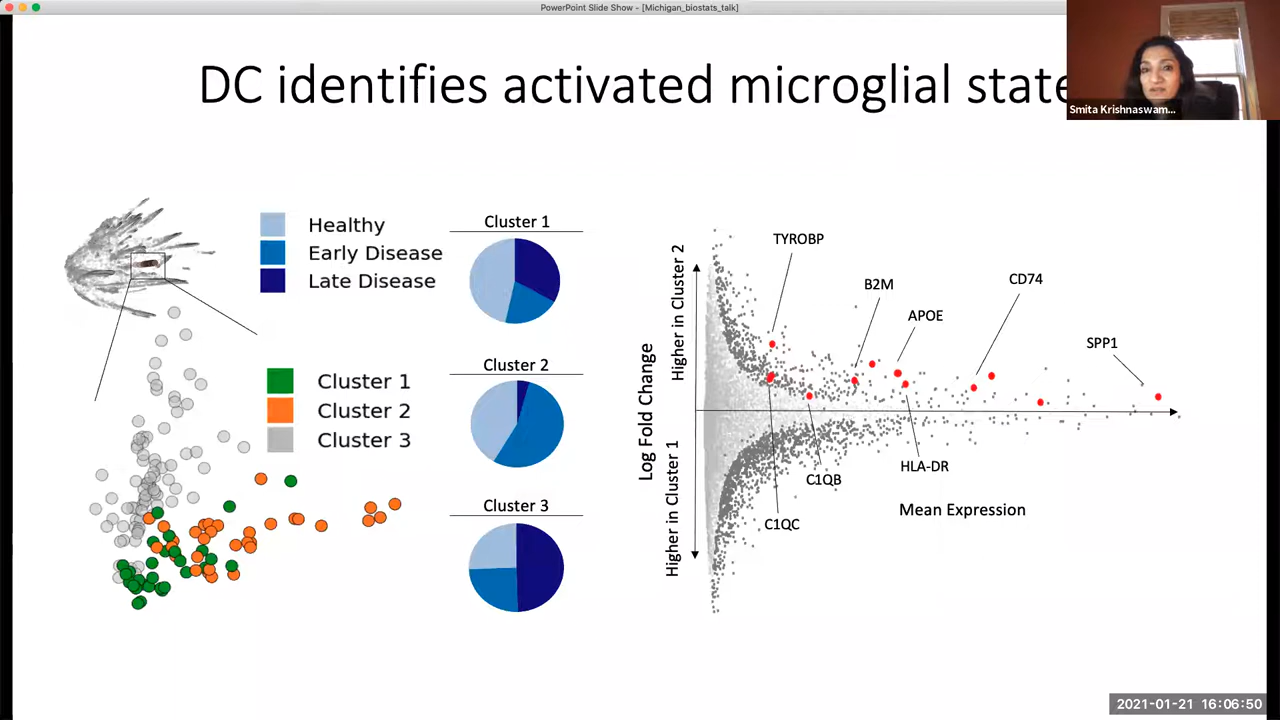 PowerPoint Slide Show - [Michigan_biostats_talk]
DC identifies activated microglial state
Smita Krishnaswam...
Healthy
Early Disease
Late Disease
Cluster 1
Cluster 2
Cluster 3
Cluster 1
Cluster 2
Cluster 3
Log Fold Change
Higher in Cluster 2
Higher in Cluster 1
TYROBP
B2M
APOE
CD74
SPP1
HLA-DR
C1QB
C1QC
Mean Expression
2021-01-21 16:06:50